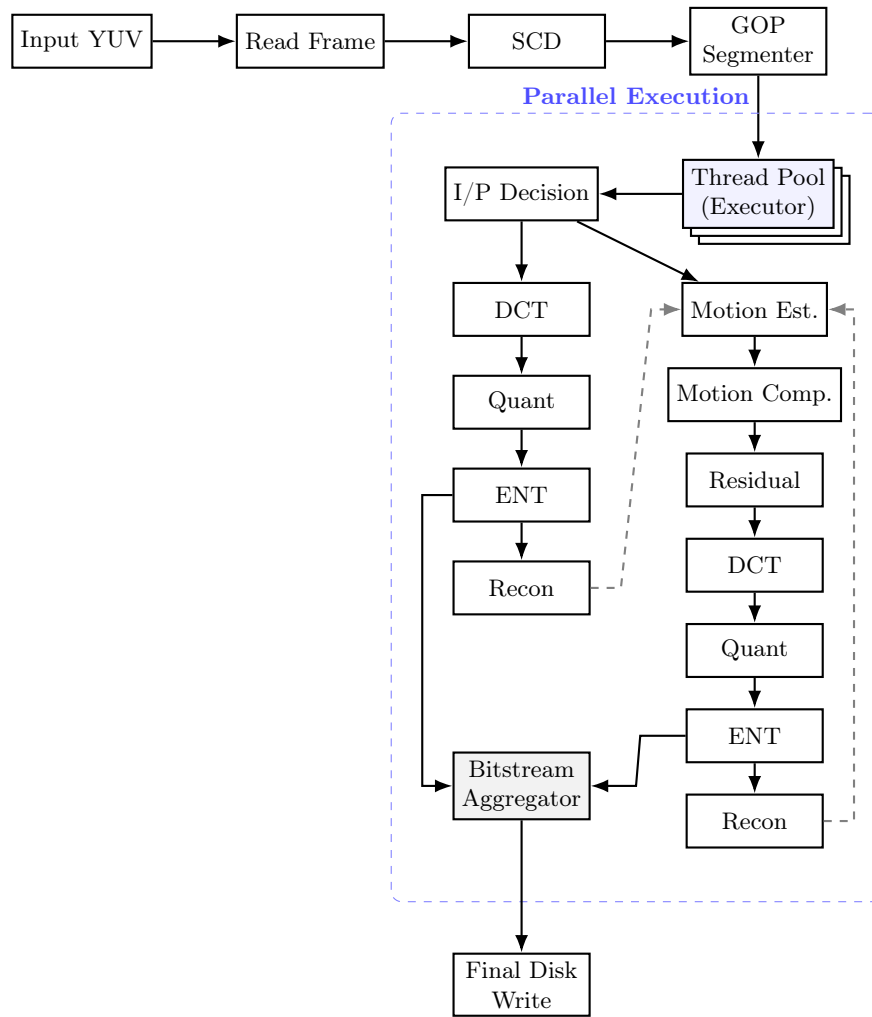 Input YUV
Read Frame
SCD
GOP
Segmenter
Parallel Execution
Thread Pool
(Executor)
I/P Decision
DCT
Quant
ENT
Recon
Motion Est.
Motion Comp.
Residual
DCT
Quant
ENT
Recon
Bitstream
Aggregator
Final Disk
Write